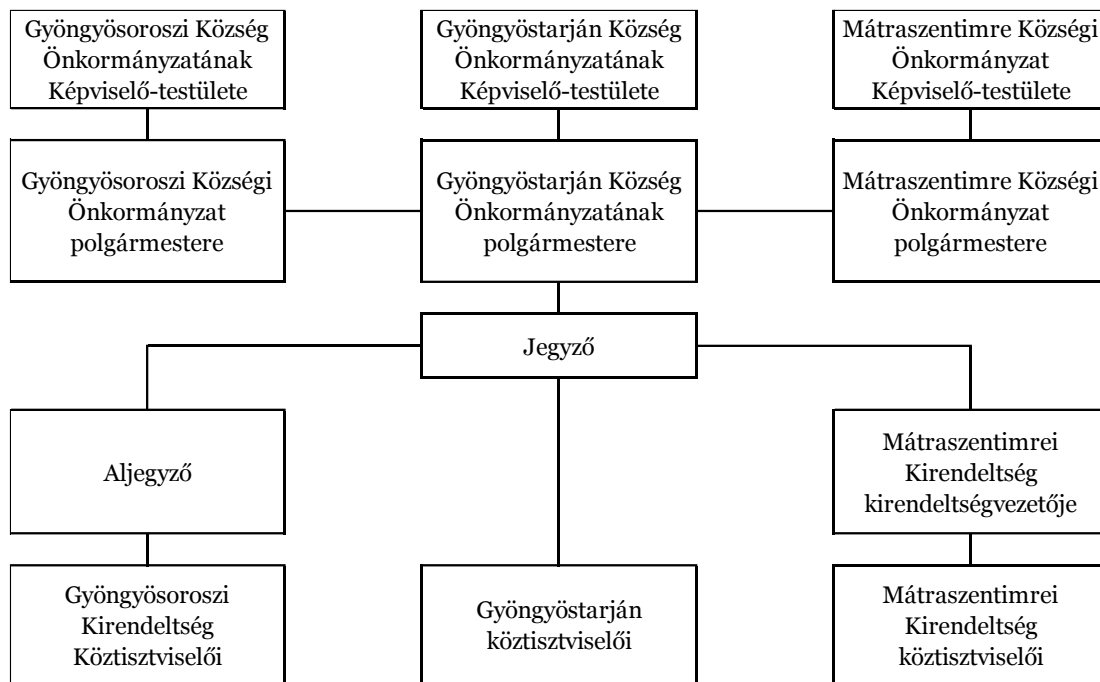 Gyöngyösoroszi Község
Önkormányzatának
Képviselő-testülete
Gyöngyöstarján Község
Önkormányzatának
Képviselő-testülete
Mátraszentimre Községi
Önkormányzat
Képviselő-testülete
Gyöngyösoroszi Községi
Önkormányzat
polgármestere
Gyöngyöstarján Község
Önkormányzatának
polgármestere
Mátraszentimre Községi
Önkormányzat
polgármestere
Jegyző
Aljegyző
Mátraszentimrei
Kirendeltség
kirendeltségvezetője
Gyöngyösoroszi
Kirendeltség
Köztisztviselői
Gyöngyöstarján
köztisztviselői
Mátraszentimrei
Kirendeltség
köztisztviselői